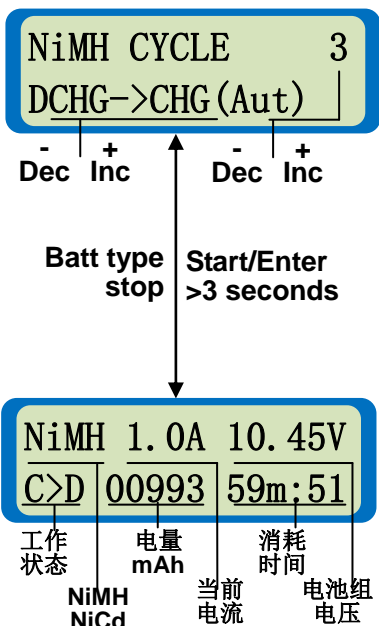 NiMH CYCLE 3
DCHG->CHG(Aut)
- + - +
Dec Inc Dec Inc
Batt type Start/Enter
stop >3 seconds
NiMH 1.0A 10.45V
C>D 00993 59m:51
工作 电量 消耗
状态 mAh 时间
NiMH 当前 电池组
NiCd 电流 电压